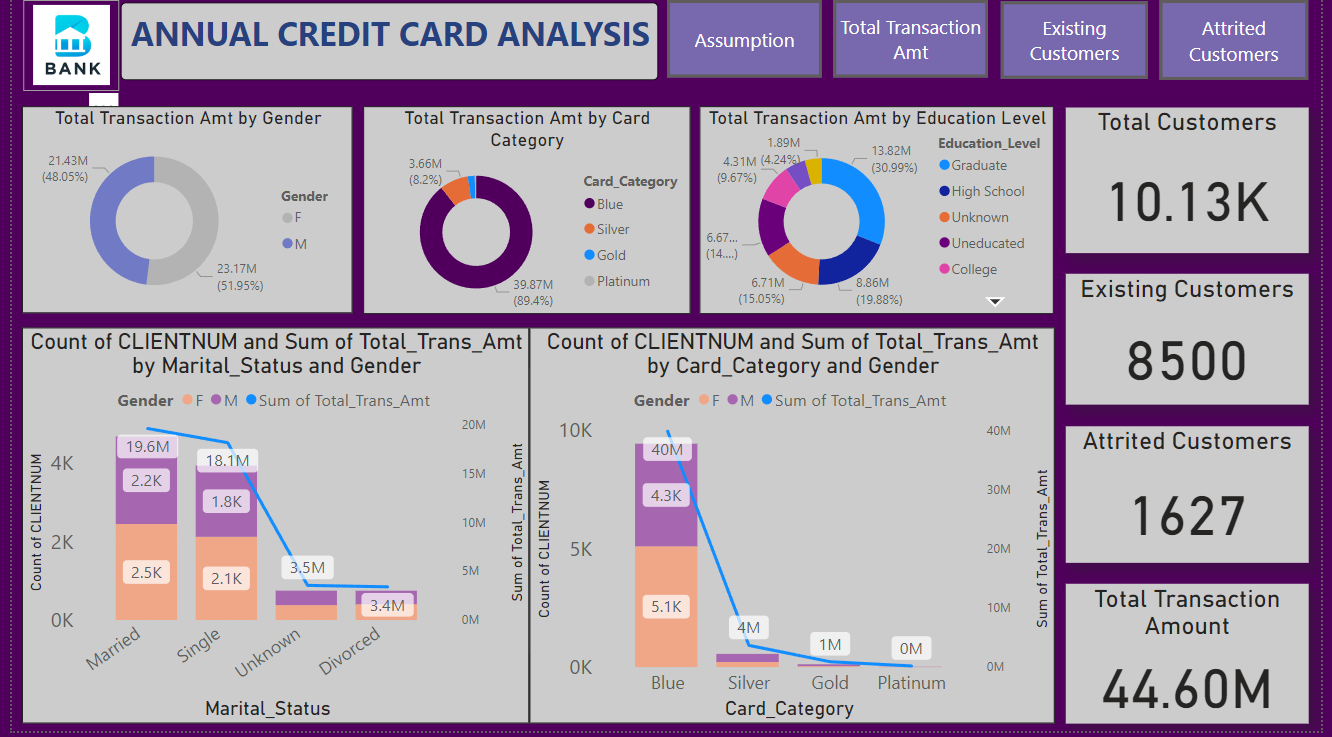 BANK
ANNUAL CREDIT CARD ANALYSIS
Assumption
Total Transaction
Amt
Existing
Customers
Attrited
Customers
Total Transaction Amt by Gender
21.43M
(48.05%)
23.17M
(51.95%)
Gender
F
M
Total Transaction Amt by Card
Category
3.66M
(8.2%)
39.87M
(89.4%)
Card_Category
Blue
Silver
Gold
Platinum
Total Transaction Amt by Education Level
1.89M
(4.24%)
4.31M
(9.67%)
6.67...
(14....)
6.71M
(15.05%)
8.86M
(19.88%)
13.82M
(30.99%)
Education_Level
Graduate
High School
Unknown
Uneducated
College
Total Customers
10.13K
Existing Customers
8500
Attrited Customers
1627
Total Transaction
Amount
44.60M
Count of CLIENTNUM and Sum of Total_Trans_Amt
by Marital_Status and Gender
Gender F M Sum of Total_Trans_Amt
Count of CLIENTNUM
4K
2K
0K
19.6M
2.2K
2.5K
18.1M
1.8K
2.1K
3.5M
3.4M
20M
15M
10M
5M
0M
Sum of Total_Trans_Amt
Married
Single
Unknown
Divorced
Marital_Status
Count of CLIENTNUM and Sum of Total_Trans_Amt
by Card_Category and Gender
Gender F M Sum of Total_Trans_Amt
Count of CLIENTNUM
10K
5K
0K
40M
4.3K
5.1K
4M
1M
0M
40M
30M
20M
10M
0M
Sum of Total_Trans_Amt
Blue
Silver
Gold
Platinum
Card_Category